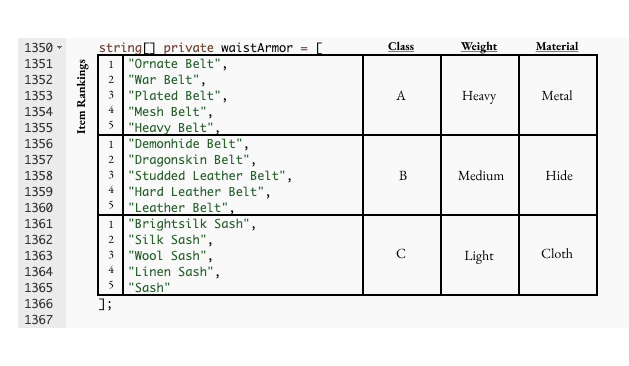 1350 string[] private waistArmor = [ Class Weight Material
Item Rankings
1351 1 "Ornate Belt",
1352 2 "War Belt",
1353 3 "Plated Belt", A Heavy Metal
1354 4 "Mesh Belt",
1355 5 "Heavy Belt",
1356 1 "Demonhide Belt",
1357 2 "Dragonskin Belt",
1358 3 "Studded Leather Belt", B Medium Hide
1359 4 "Hard Leather Belt",
1360 5 "Leather Belt",
1361 1 "Brightsilk Sash",
1362 2 "Silk Sash",
1363 3 "Wool Sash", C Light Cloth
1364 4 "Linen Sash",
1365 5 "Sash"
1366 ];
1367